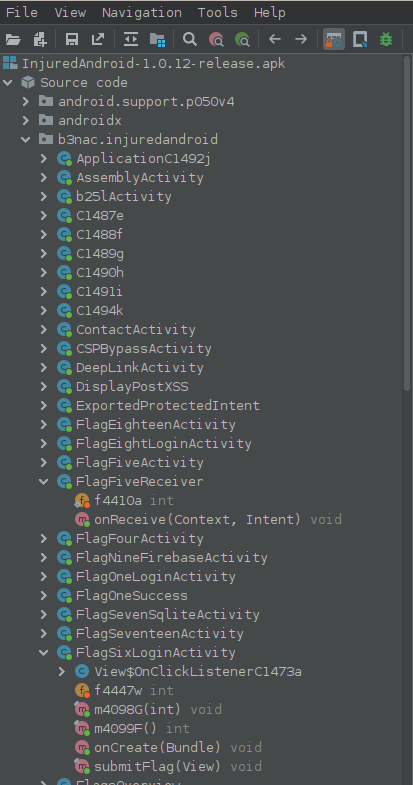 File View Navigation Tools Help
InjuredAndroid-1.0.12-release.apk
Source code
android.support.p050v4
androidx
b3nac.injuredandroid
ApplicationC1492j
AssemblyActivity
b25lActivity
C1487e
C1488f
C1489g
C1490h
C1491i
C1494k
ContactActivity
CSPBypassActivity
DeepLinkActivity
DisplayPostXSS
ExportedProtectedIntent
FlagEighteenActivity
FlagEightLoginActivity
FlagFiveActivity
FlagFiveReceiver
f4410a int
onReceive(Context, Intent) void
FlagFourActivity
FlagNineFirebaseActivity
FlagOneLoginActivity
FlagOneSuccess
FlagSevenSqliteActivity
FlagSeventeenActivity
FlagSixLoginActivity
View$OnClickListenerC1473a
f4447w int
m4098G(int) void
m4099F() int
onCreate(Bundle) void
submitFlag(View) void
FlagsOverview